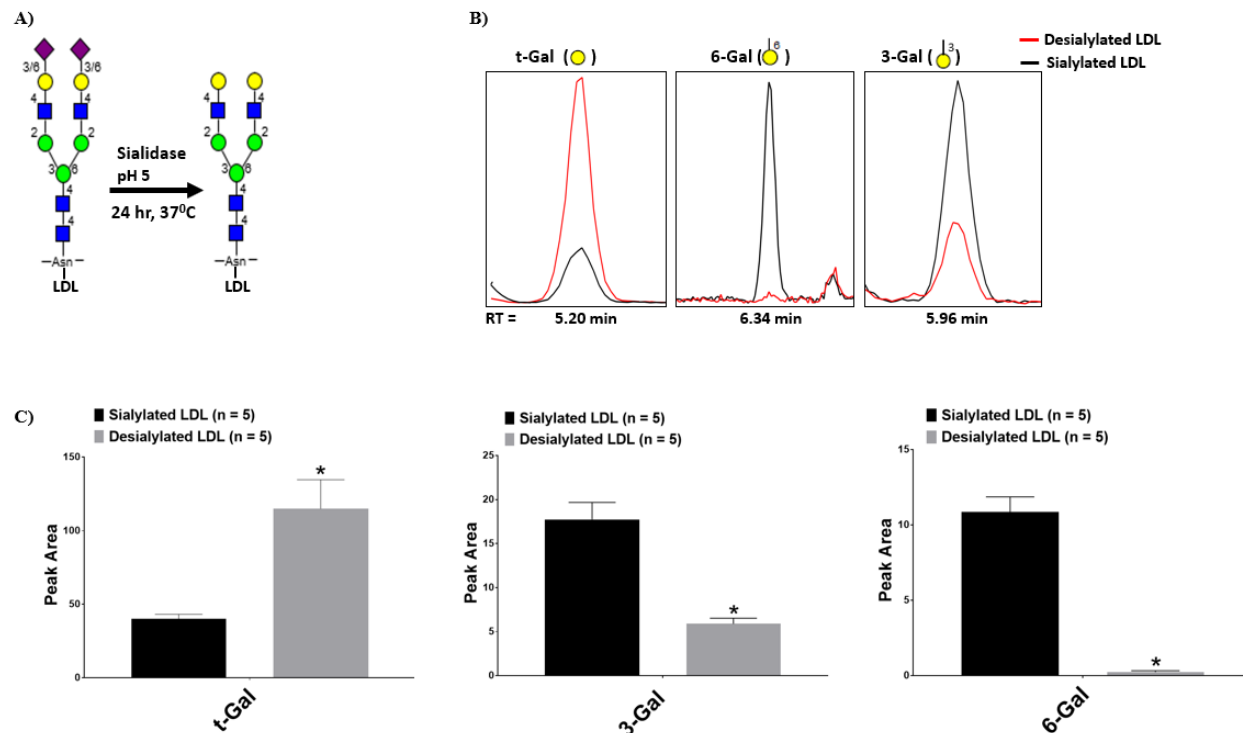 A)
3/6 3/6
4 4
2 2
3 6
4
4
—Asn—
LDL
Sialidase
pH 5
24 hr, 37⁰C
4 4
2 2
3 6
4
4
—Asn—
LDL
B)
t-Gal ( )
6-Gal ( 6 )
3-Gal ( 3 )
Desialylated LDL
Sialylated LDL
RT = 5.20 min 6.34 min 5.96 min
C)
Sialylated LDL (n = 5)
Desialylated LDL (n = 5)
Peak Area
150
100
50
0
*
t-Gal
Sialylated LDL (n = 5)
Desialylated LDL (n = 5)
Peak Area
25
20
15
10
5
0
*
3-Gal
Sialylated LDL (n = 5)
Desialylated LDL (n = 5)
Peak Area
15
10
5
0
*
6-Gal